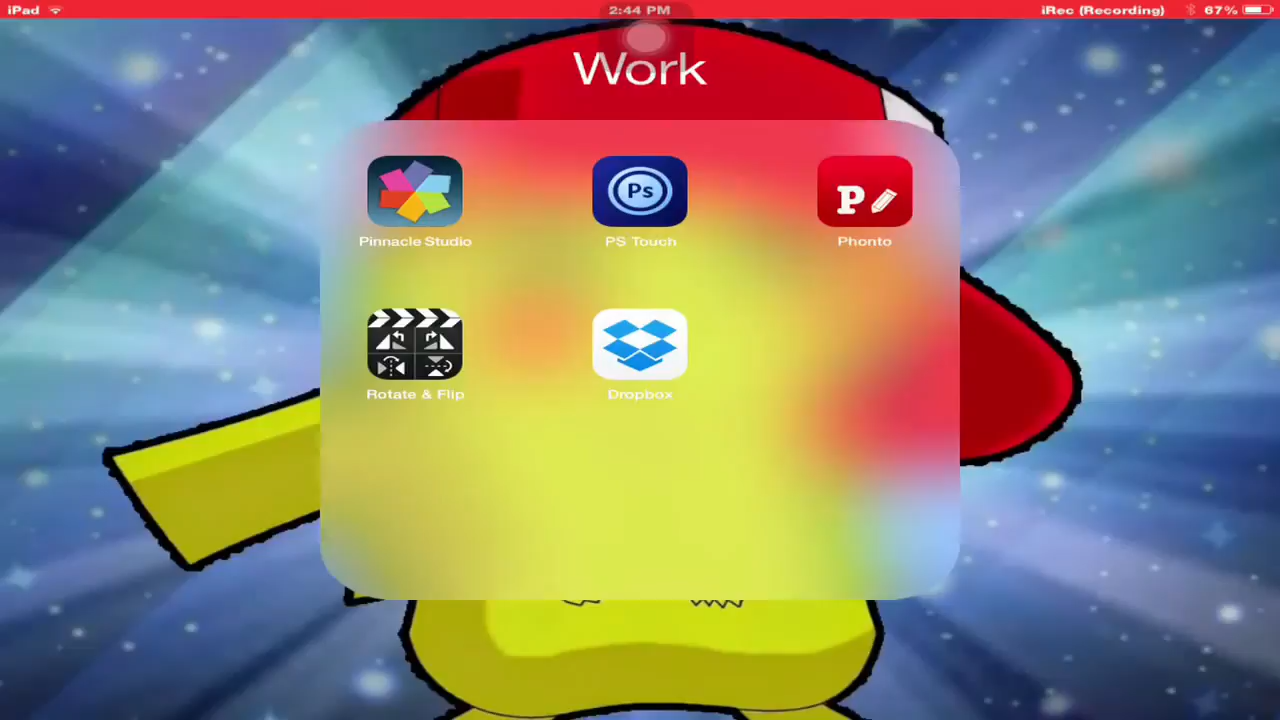 iPad 2:44 PM iRec (Recording) 67%
Work
Ps P
Pinnacle Studio PS Touch Phonto
Rotate & Flip Dropbox